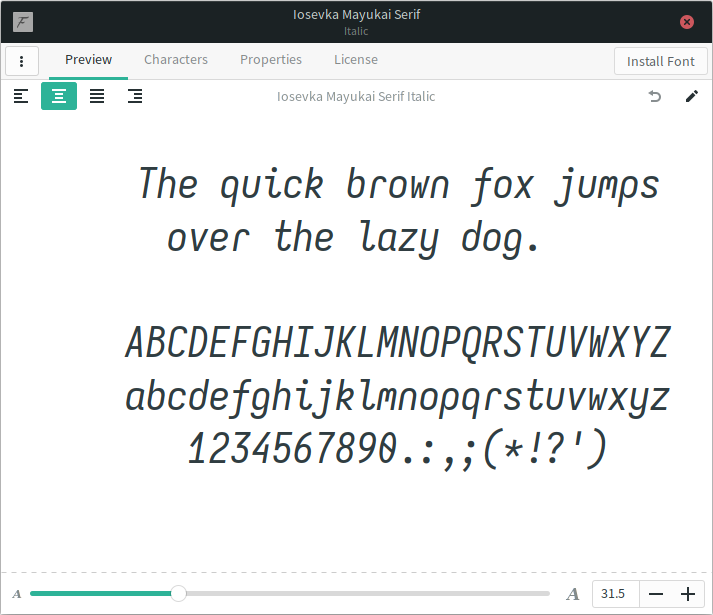 Iosevka Mayukai Serif
Italic
Preview Characters Properties License Install Font
Iosevka Mayukai Serif Italic
The quick brown fox jumps
over the lazy dog.
ABCDEFGHIJKLMNOPQRSTUVWXYZ
abcdefghijklmnopqrstuvwxyz
1234567890.:,;(*!?')
A A 31.5